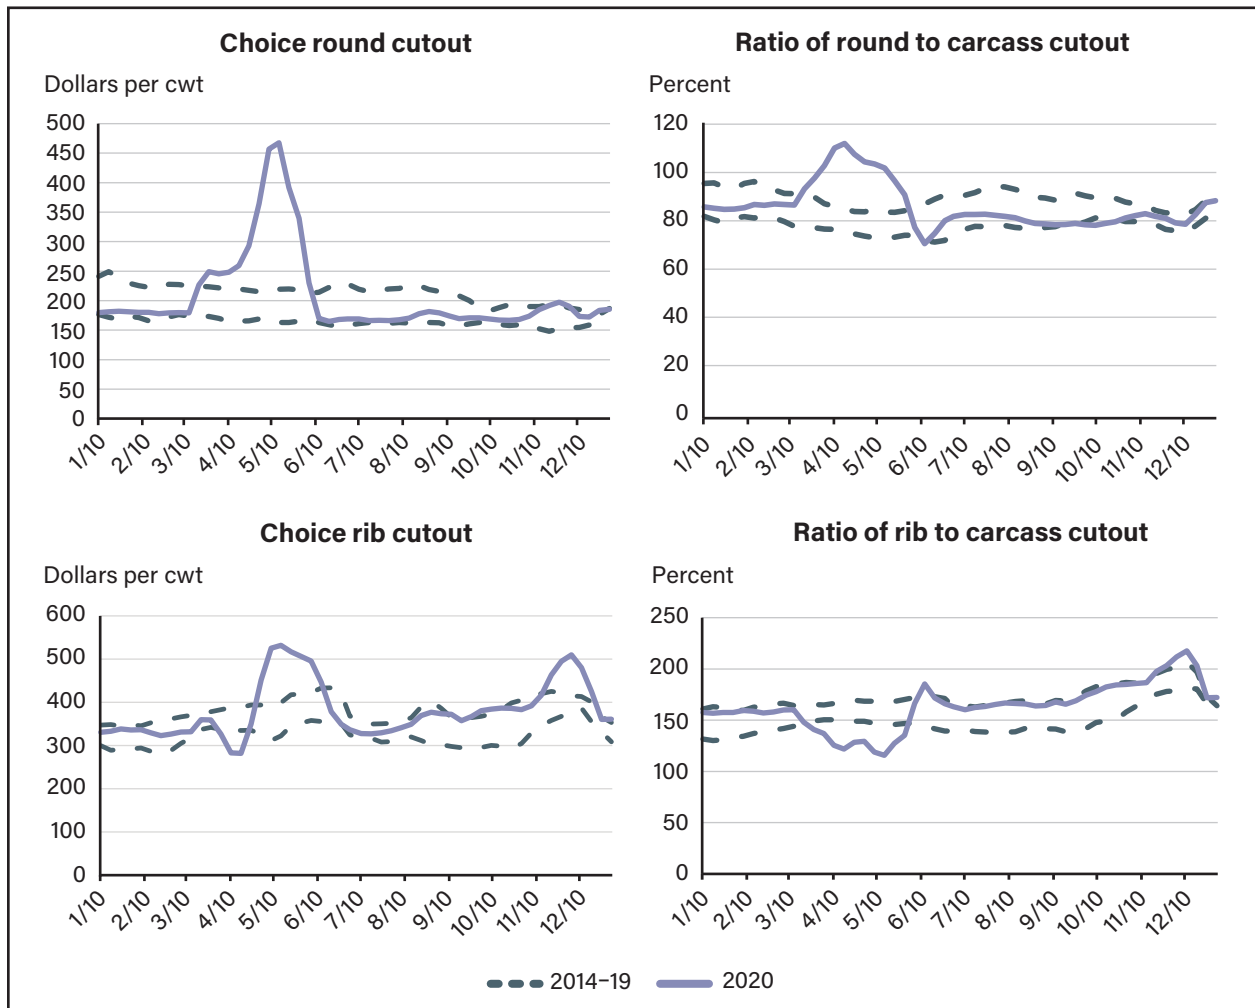 Choice round cutout
Dollars per cwt
500
450
400
350
300
250
200
150
100
50
0
1/10 2/10 3/10 4/10 5/10 6/10 7/10 8/10 9/10 10/10 11/10 12/10
Ratio of round to carcass cutout
Percent
120
100
80
60
40
20
0
1/10 2/10 3/10 4/10 5/10 6/10 7/10 8/10 9/10 10/10 11/10 12/10
Choice rib cutout
Dollars per cwt
600
500
400
300
200
100
0
1/10 2/10 3/10 4/10 5/10 6/10 7/10 8/10 9/10 10/10 11/10 12/10
Ratio of rib to carcass cutout
Percent
250
200
150
100
50
0
1/10 2/10 3/10 4/10 5/10 6/10 7/10 8/10 9/10 10/10 11/10 12/10
2014–19 2020